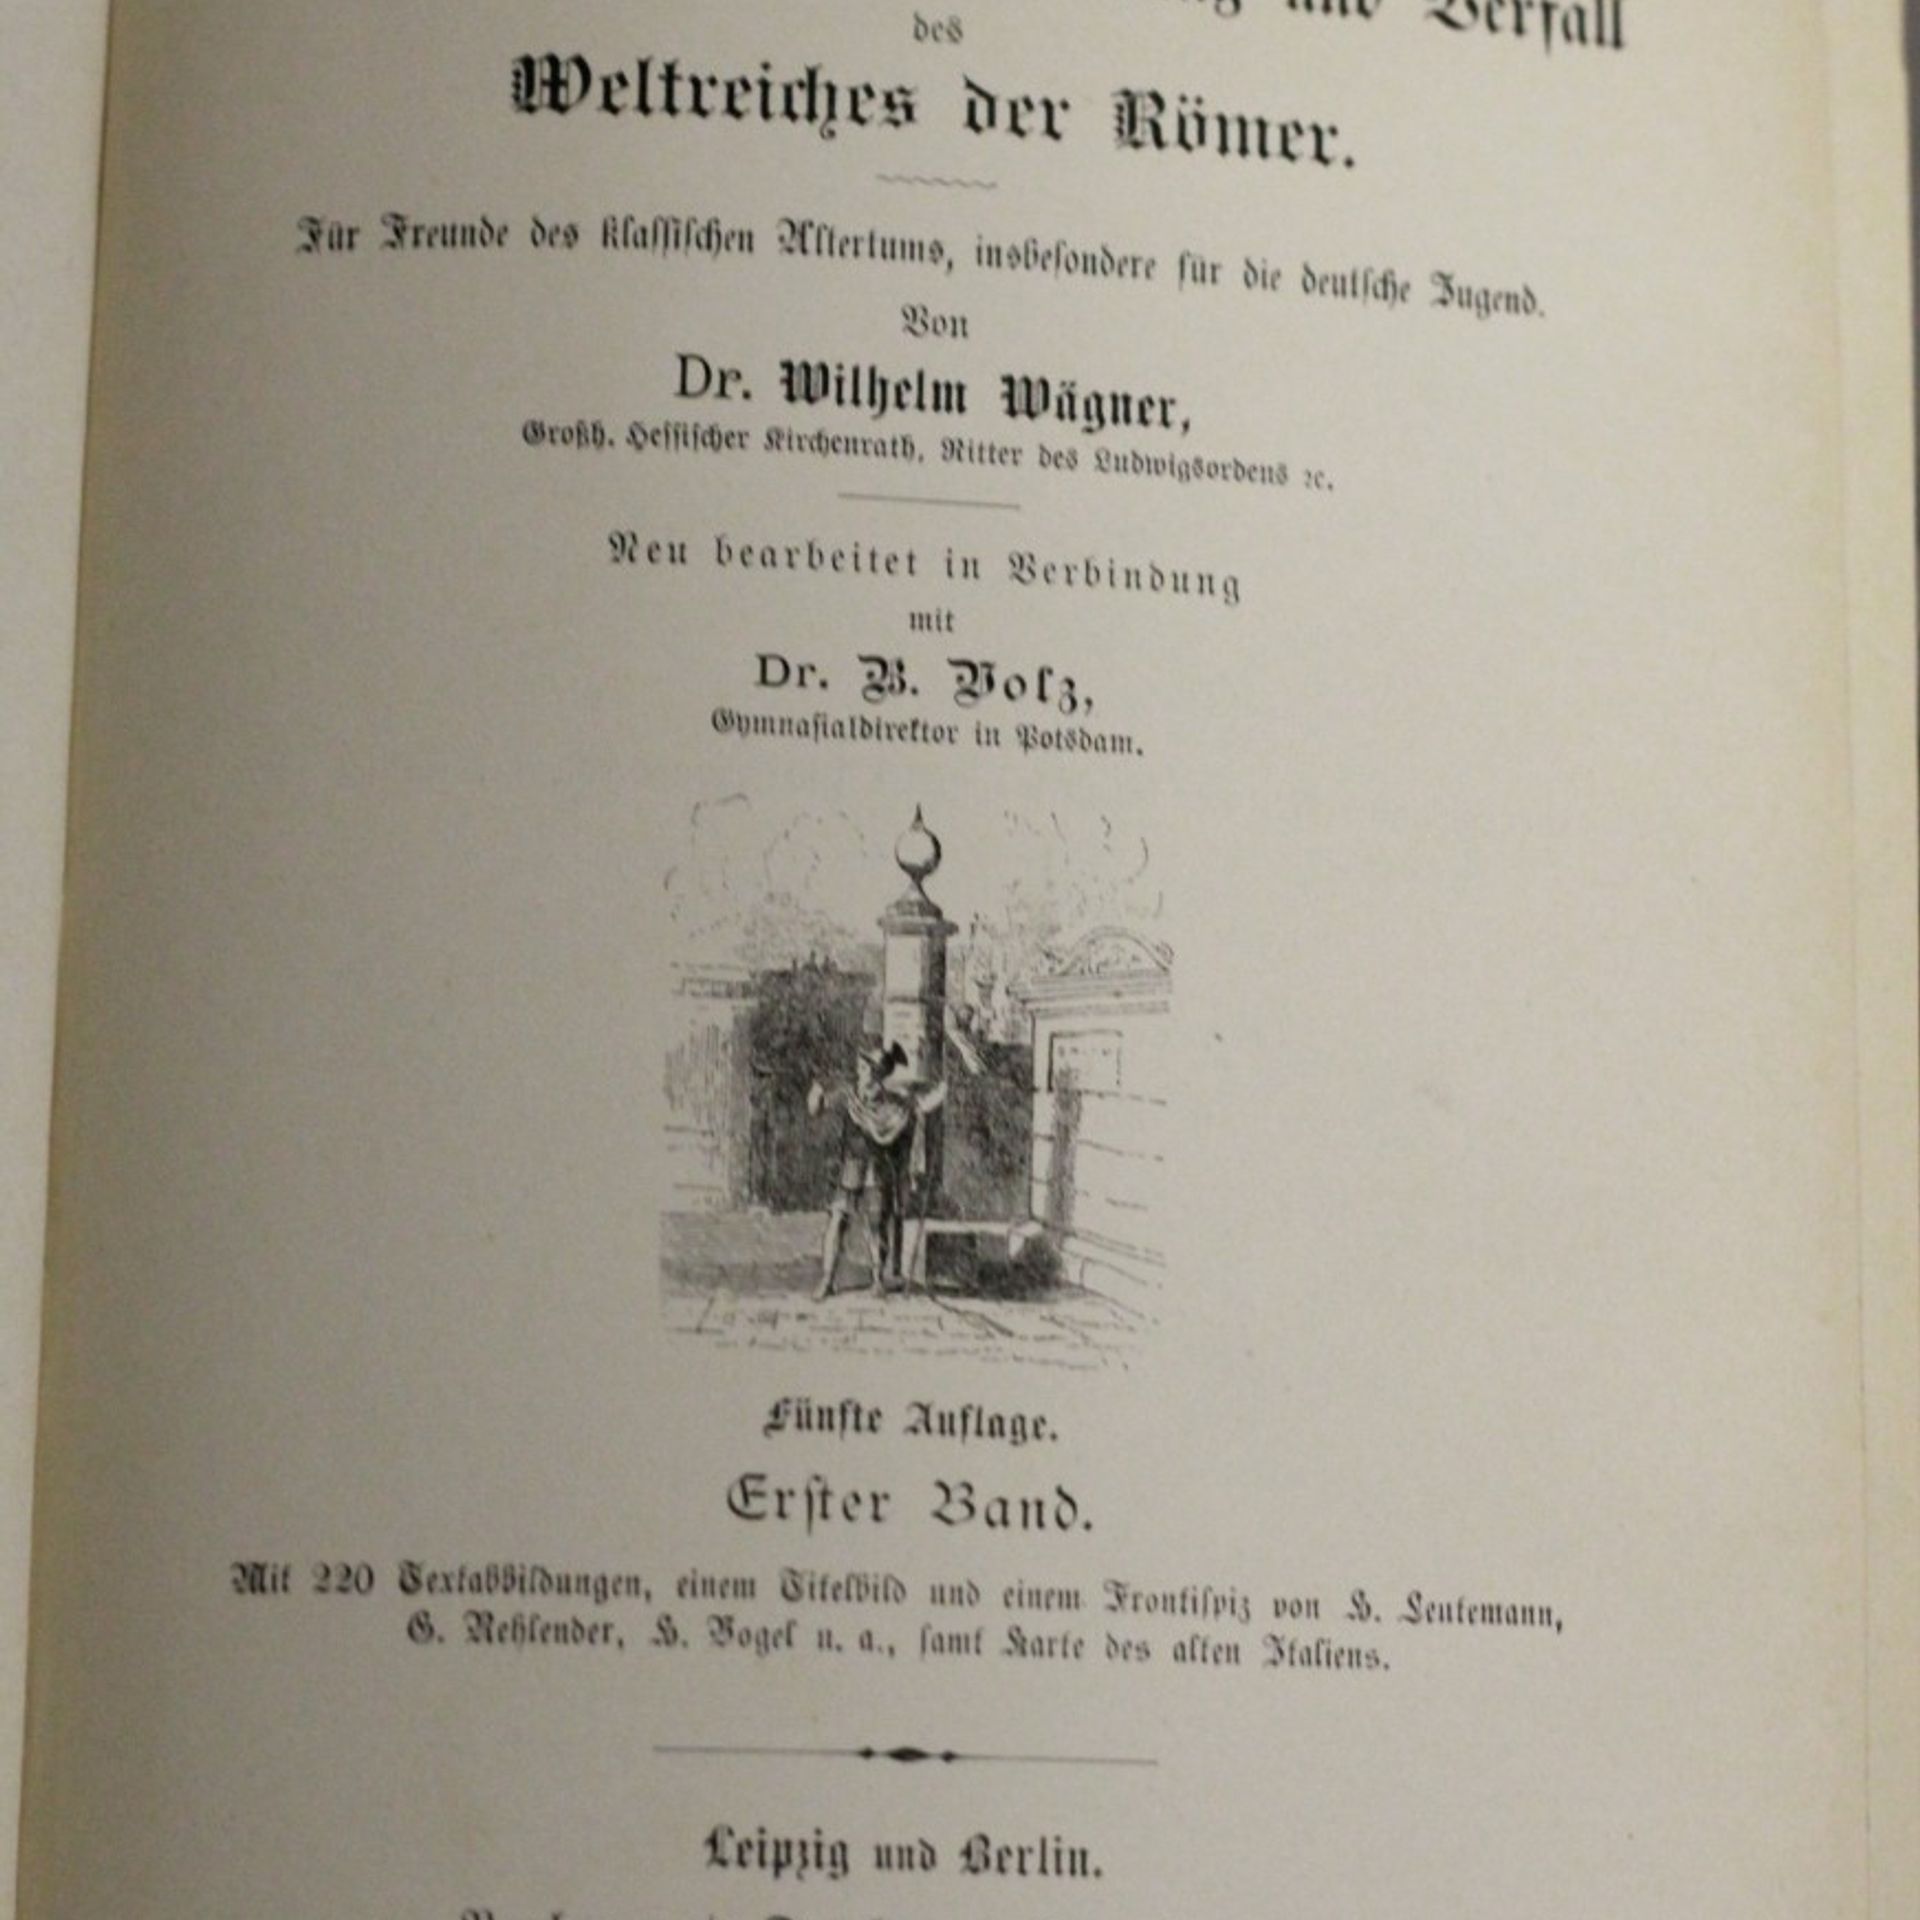 und Verfall
des
Weltreiches der Römer.
Für Freunde des klassischen Altertums, insbesondere für die deutsche Jugend.
Von
Dr. Wilhelm Wägner,
Großh. Hessischer Kirchenrath, Ritter des Ludwigsordens ꝛc.
Neu bearbeitet in Verbindung
mit
Dr. B. Volz,
Gymnasialdirektor in Potsdam.
Fünfte Auflage.
Erster Band.
Mit 220 Textabbildungen, einem Titelbild und einem Frontispiz von H. Leutemann,
G. Rehlender, H. Vogel u. a., samt Karte des alten Italiens.
Leipzig und Berlin.